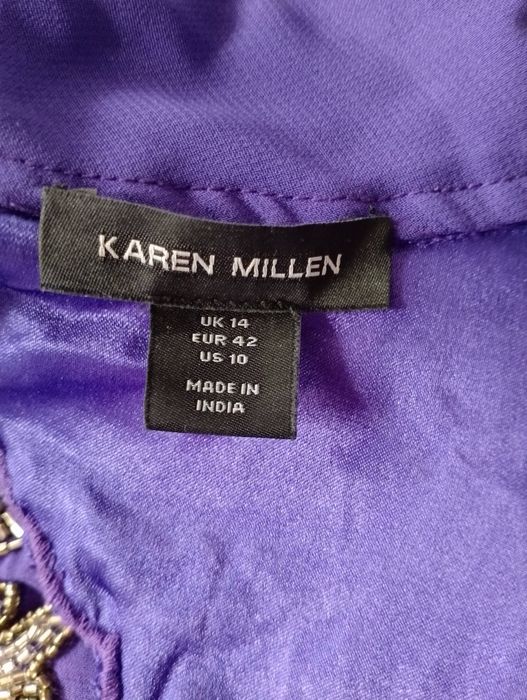 KAREN MILLEN
UK 14
EUR 42
US 10
MADE IN
INDIA